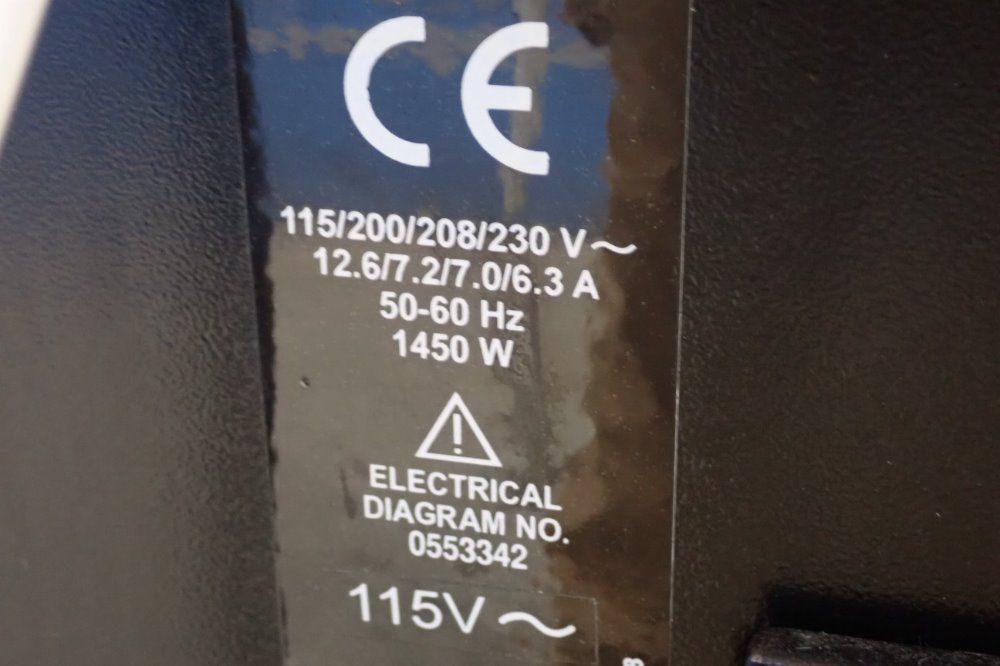 CE
115/200/208/230 V~
12.6/7.2/7.0/6.3 A
50-60 Hz
1450 W
ELECTRICAL
DIAGRAM NO.
0553342
115V~